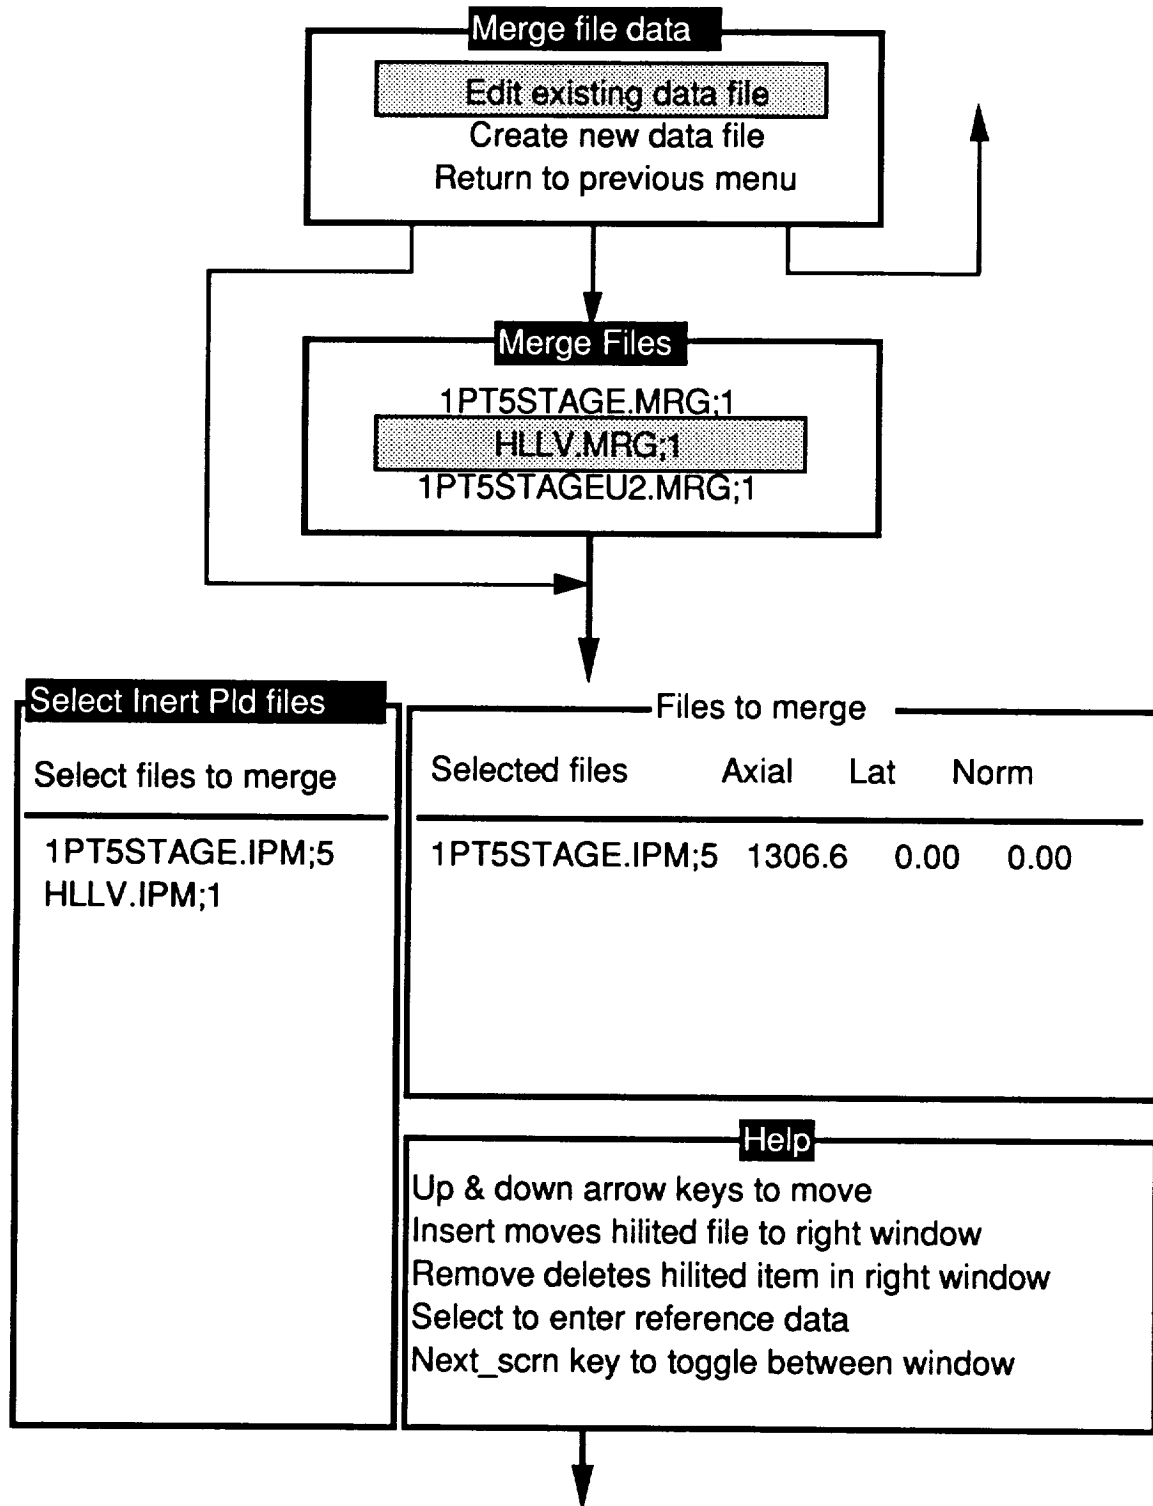 Merge file data
Edit existing data file
Create new data file
Return to previous menu
Merge Files
1PT5STAGE.MRG;1
HLLV.MRG;1
1PT5STAGEU2.MRG;1
Select Inert Pld files
Select files to merge
1PT5STAGE.IPM;5
HLLV.IPM;1
Files to merge
Selected files Axial Lat Norm
1PT5STAGE.IPM;5 1306.6 0.00 0.00
Help
Up & down arrow keys to move
Insert moves hilited file to right window
Remove deletes hilited item in right window
Select to enter reference data
Next_scrn key to toggle between window